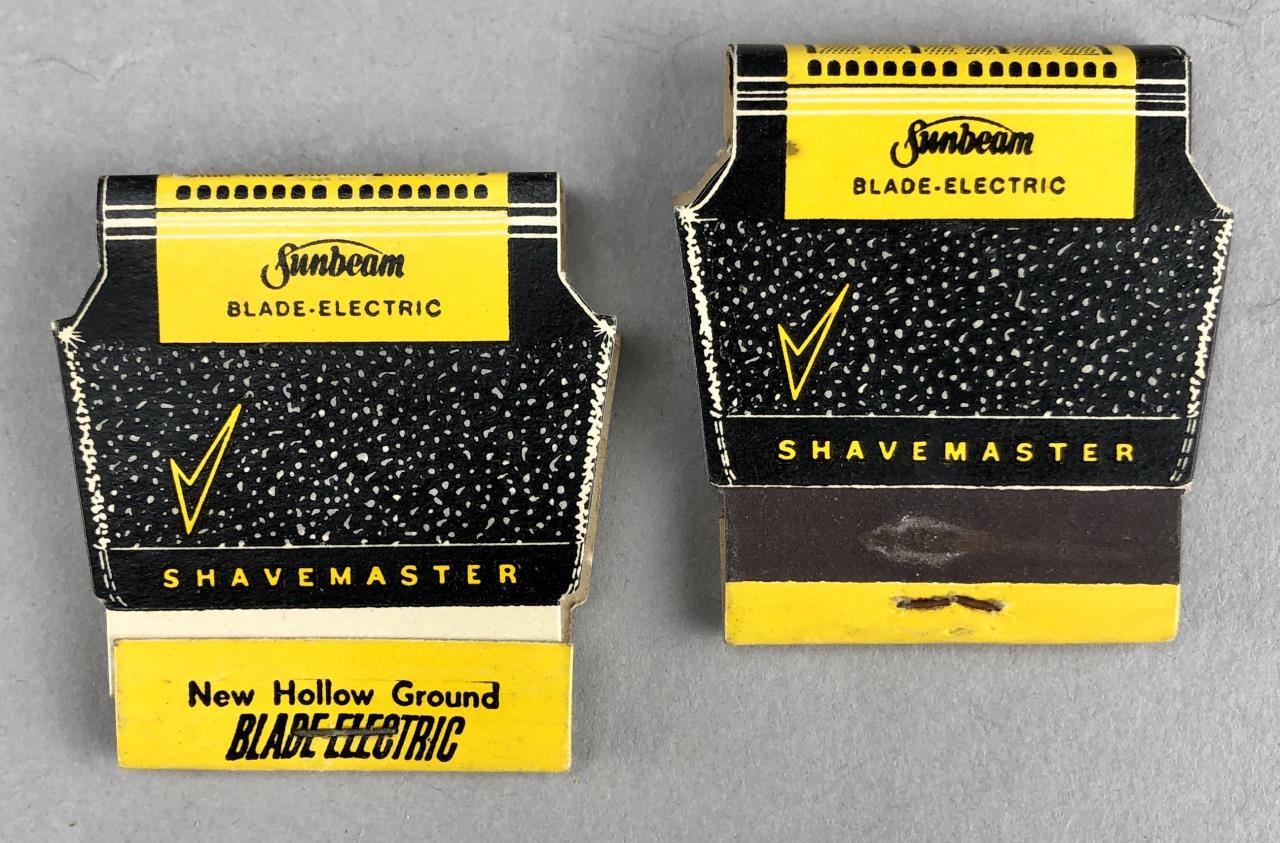 Sunbeam
BLADE-ELECTRIC
SHAVEMASTER
New Hollow Ground
BLADE ELECTRIC
Sunbeam
BLADE-ELECTRIC
SHAVEMASTER